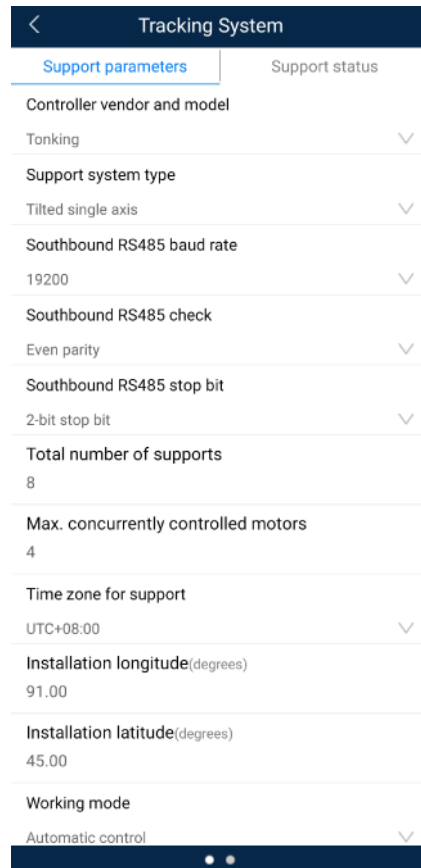 Tracking System
Support parameters
Support status
Controller vendor and model
Tonking
Support system type
Tilted single axis
Southbound RS485 baud rate
19200
Southbound RS485 check
Even parity
Southbound RS485 stop bit
2-bit stop bit
Total number of supports
8
Max. concurrently controlled motors
4
Time zone for support
UTC+08:00
Installation longitude(degrees)
91.00
Installation latitude(degrees)
45.00
Working mode
Automatic control